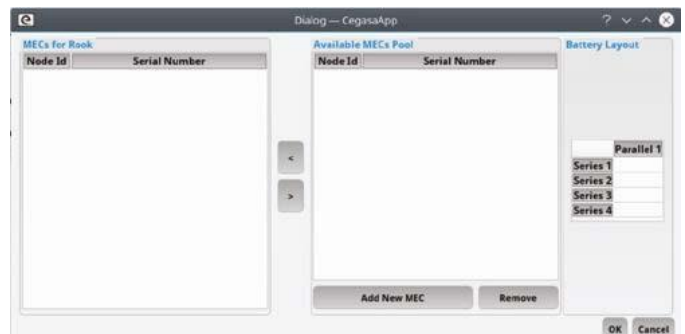 Dialog — CegasaApp
MECs for Rook
Node Id Serial Number
<
>
Available MECs Pool
Node Id Serial Number
Add New MEC Remove
Battery Layout
Parallel 1
Series 1
Series 2
Series 3
Series 4
OK Cancel